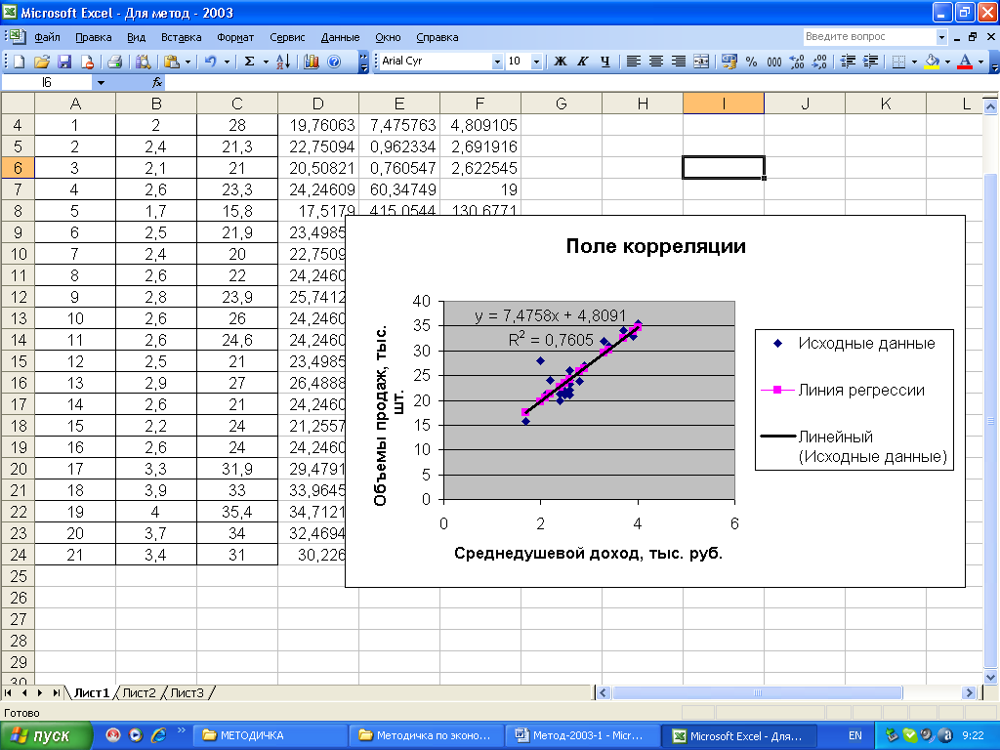 Microsoft Excel - Для метод - 2003
Файл Правка Вид Вставка Формат Сервис Данные Окно Справка Введите вопрос
Arial Cyr 10 Ж К Ч % 000
I6 fx
A B C D E F G H I J K L
4 1 2 28 19,76063 7,475763 4,809105
5 2 2,4 21,3 22,75094 0,962334 2,691916
6 3 2,1 21 20,50821 0,760547 2,622545
7 4 2,6 23,3 24,24609 60,34749 19
8 5 1,7 15,8 17,5179 415,0544 130,6771
9 6 2,5 21,9 23,4985
10 7 2,4 20 22,7509
11 8 2,6 22 24,2460
12 9 2,8 23,9 25,7412
13 10 2,6 26 24,2460
14 11 2,6 24,6 24,2460
15 12 2,5 21 23,4985
16 13 2,9 27 26,4888
17 14 2,6 21 24,2460
18 15 2,2 24 21,2557
19 16 2,6 24 24,2460
20 17 3,3 31,9 29,4791
21 18 3,9 33 33,9645
22 19 4 35,4 34,7121
23 20 3,7 34 32,4694
24 21 3,4 31 30,226
25
26
27
28
29
30
Поле корреляции
Объемы продаж, тыс.
шт.
40
35
30
25
20
15
10
5
0
y = 7,4758x + 4,8091
R² = 0,7605
0 2 4 6
Среднедушевой доход, тыс. руб.
Исходные данные
Линия регрессии
Линейный
(Исходные данные)
Лист1 Лист2 Лист3
Готово
пуск МЕТОДИЧКА Методичка по эконо... Метод-2003-1 - Micr... Microsoft Excel - Для... EN 9:22